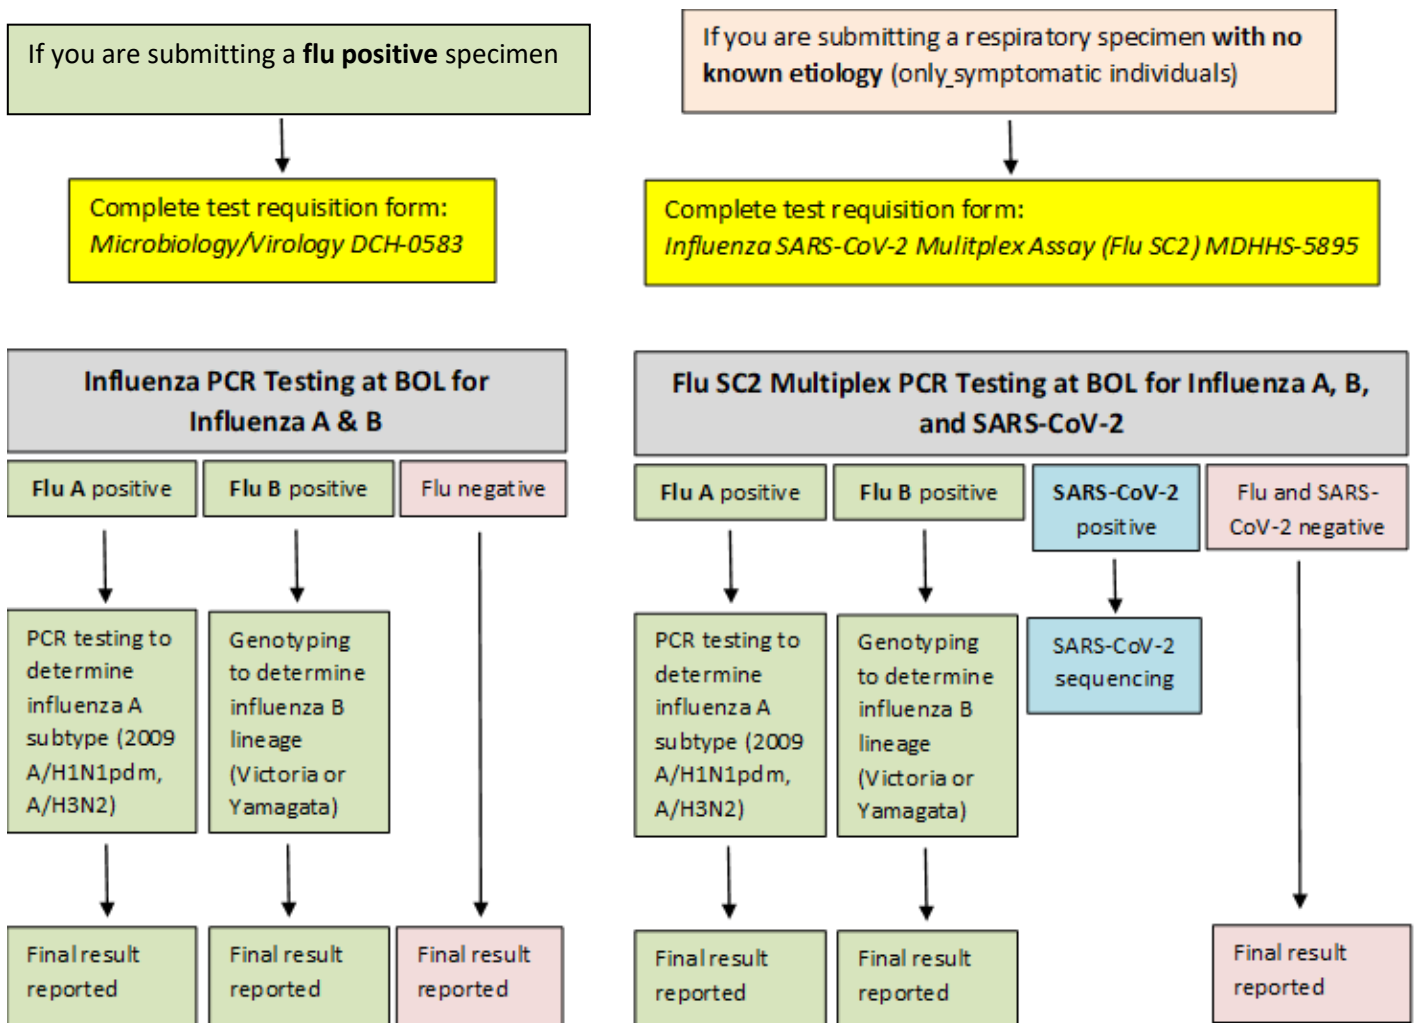 If you are submitting a flu positive specimen
Complete test requisition form:
Microbiology/Virology DCH-0583
Influenza PCR Testing at BOL for
Influenza A & B
Flu A positive
Flu B positive
Flu negative
PCR testing to
determine
influenza A
subtype (2009
A/H1N1pdm,
A/H3N2)
Genotyping
to determine
influenza B
lineage
(Victoria or
Yamagata)
Final result
reported
Final result
reported
Final result
reported
If you are submitting a respiratory specimen with no
known etiology (only symptomatic individuals)
Complete test requisition form:
Influenza SARS-CoV-2 Mulitplex Assay (Flu SC2) MDHHS-5895
Flu SC2 Multiplex PCR Testing at BOL for Influenza A, B,
and SARS-CoV-2
Flu A positive
Flu B positive
SARS-CoV-2
positive
Flu and SARS-
CoV-2 negative
PCR testing to
determine
influenza A
subtype (2009
A/H1N1pdm,
A/H3N2)
Genotyping
to determine
influenza B
lineage
(Victoria or
Yamagata)
SARS-CoV-2
sequencing
Final result
reported
Final result
reported
Final result
reported